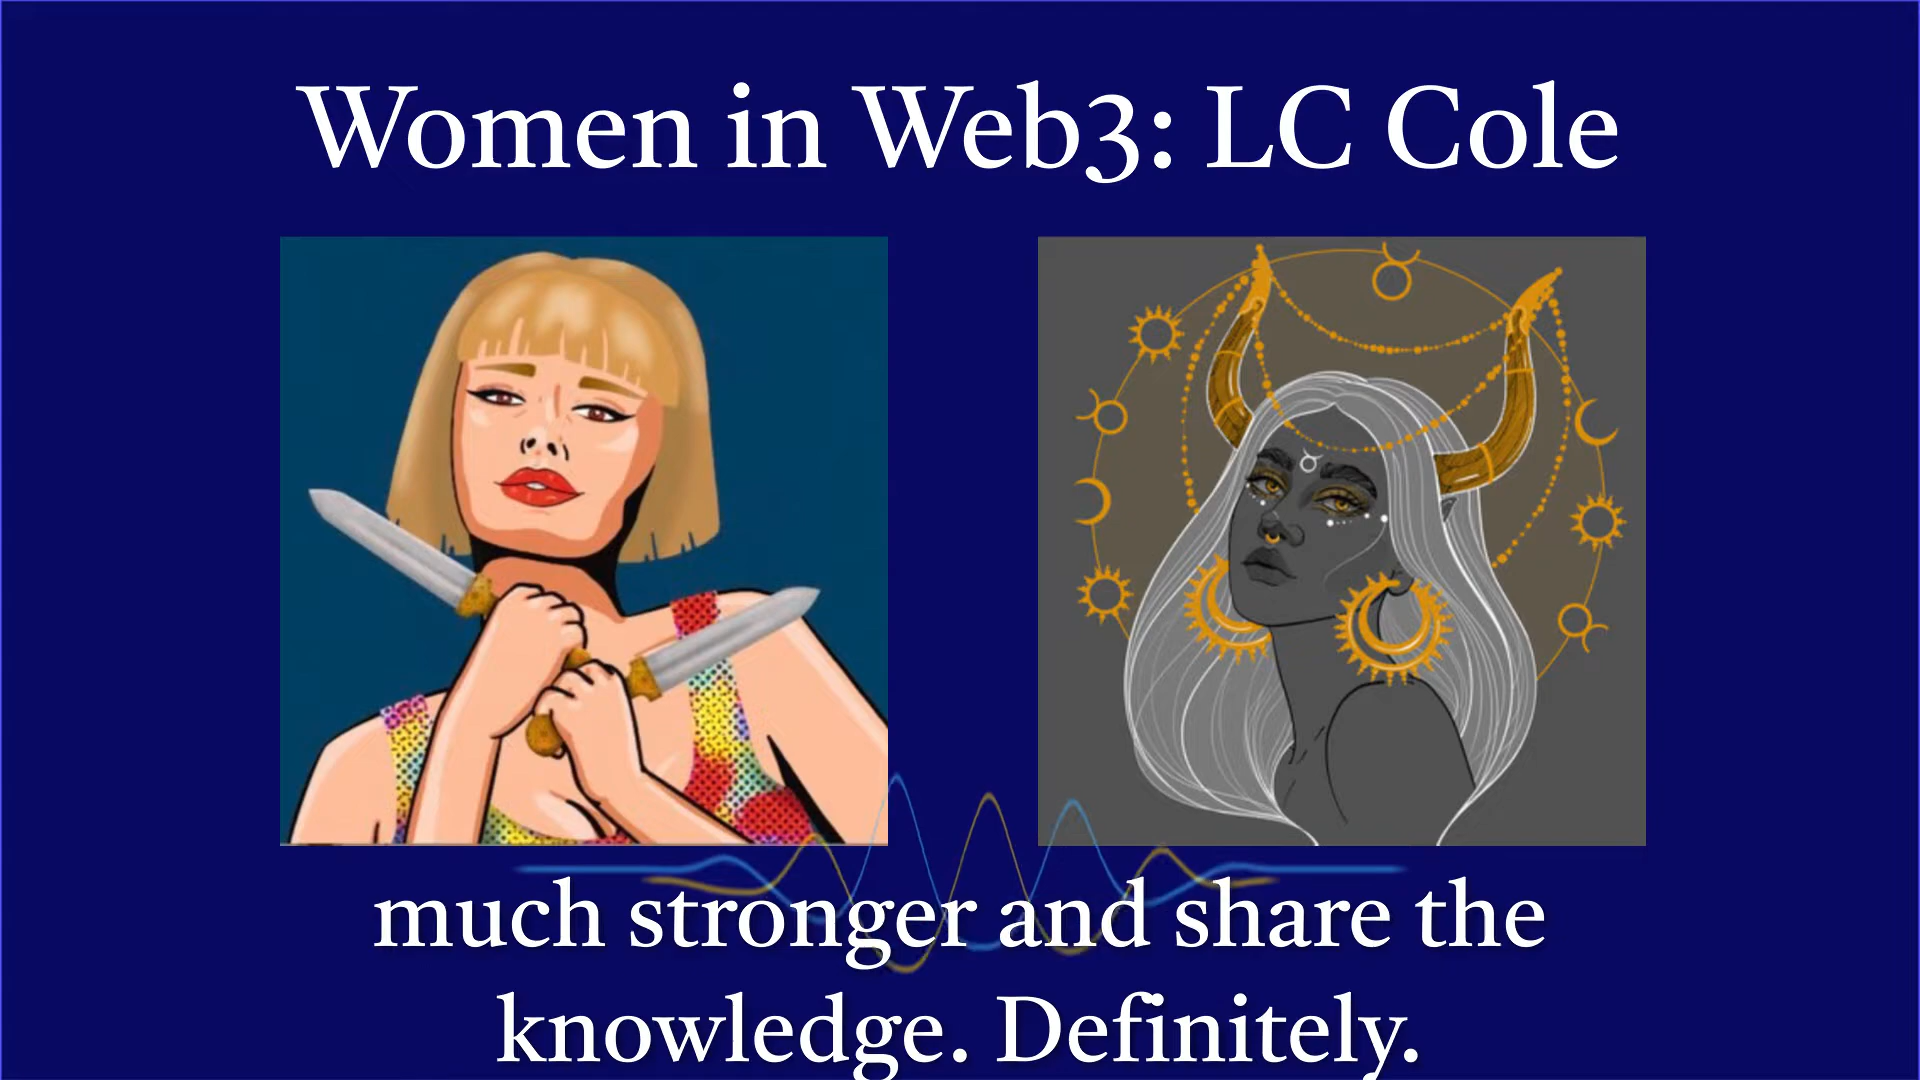 Women in Web3: LC Cole
much stronger and share the
knowledge. Definitely.